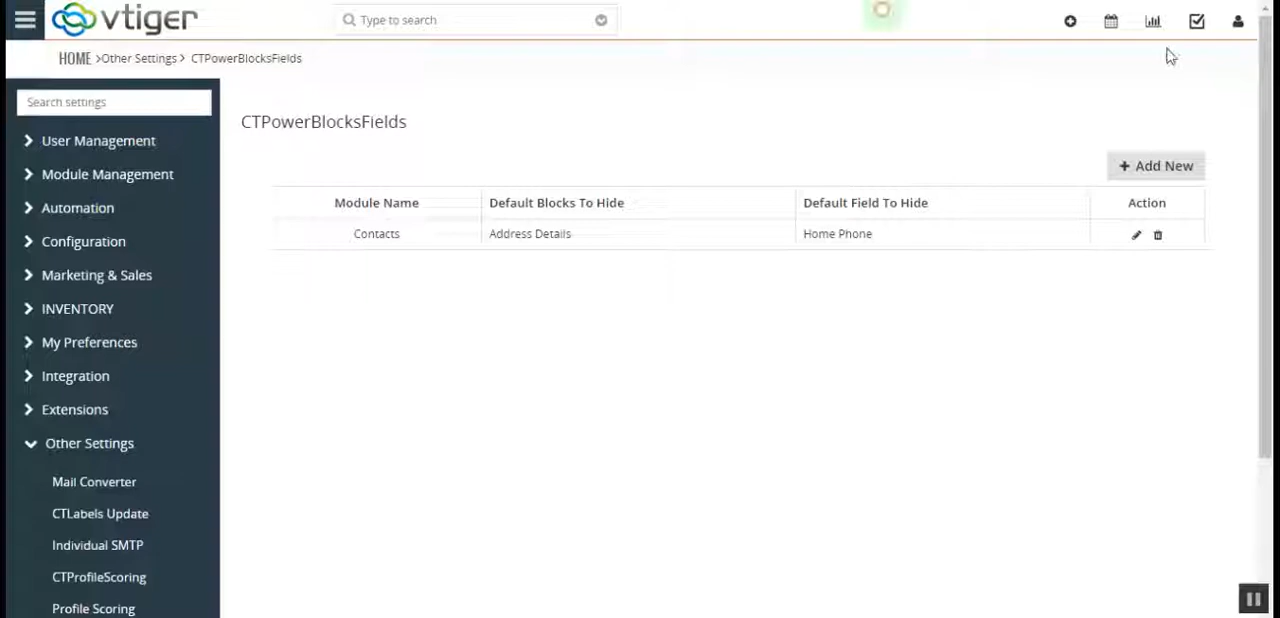 vtiger
Type to search
HOME >Other Settings > CTPowerBlocksFields
Search settings
User Management
Module Management
Automation
Configuration
Marketing & Sales
INVENTORY
My Preferences
Integration
Extensions
Other Settings
Mail Converter
CTLabels Update
Individual SMTP
CTProfileScoring
Profile Scoring
CTPowerBlocksFields
+ Add New
Module Name Default Blocks To Hide Default Field To Hide Action
Contacts Address Details Home Phone